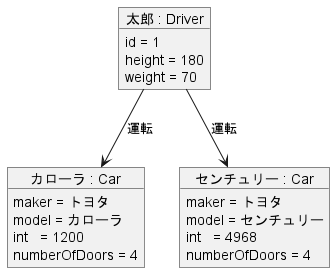 太郎 : Driver
id = 1
height = 180
weight = 70
運転
運転
カローラ : Car
maker = トヨタ
model = カローラ
int = 1200
numberOfDoors = 4
センチュリー : Car
maker = トヨタ
model = センチュリー
int = 4968
numberOfDoors = 4